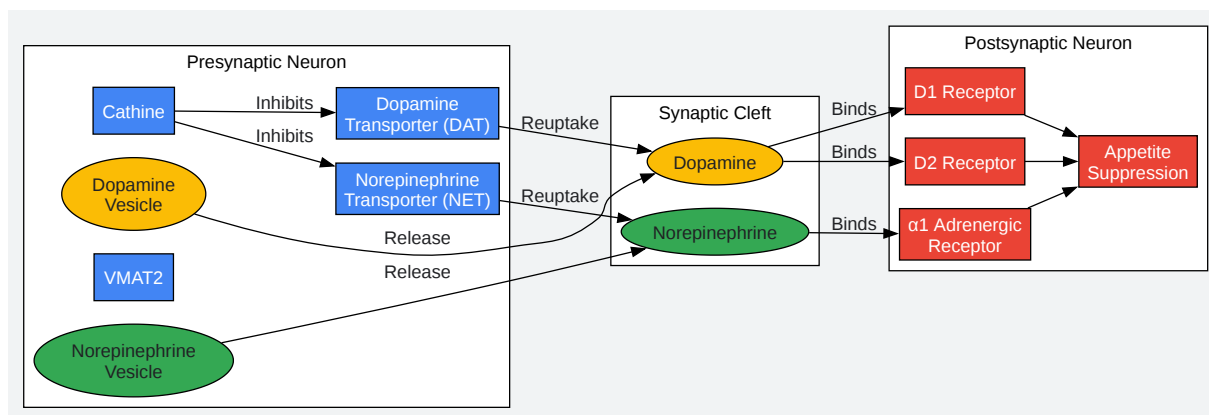 Presynaptic Neuron
Cathine
Inhibits
Inhibits
Dopamine
Transporter (DAT)
Norepinephrine
Transporter (NET)
Dopamine
Vesicle
VMAT2
Norepinephrine
Vesicle
Release
Release
Reuptake
Reuptake
Synaptic Cleft
Dopamine
Norepinephrine
Binds
Binds
Binds
Postsynaptic Neuron
D1 Receptor
D2 Receptor
α1 Adrenergic
Receptor
Appetite
Suppression